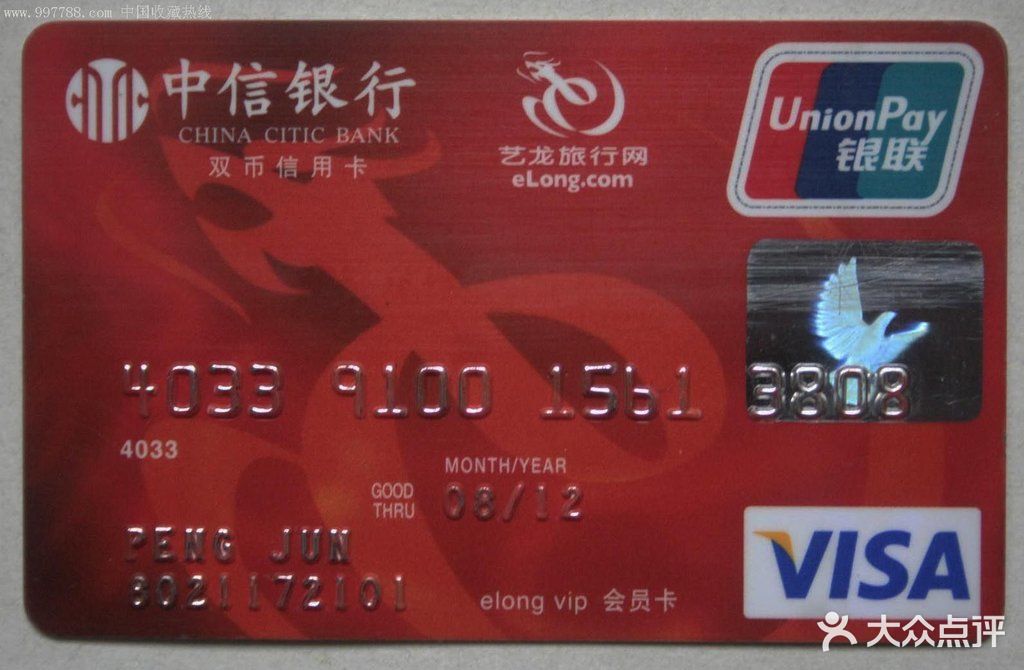 www.997788.com 中国收藏热线
中信银行
CHINA CITIC BANK
双币信用卡
艺龙旅行网
eLong.com
UnionPay
银联
4033 9100 1561 3808
4033
MONTH/YEAR
GOOD
THRU
08/12
PENG JUN
8021172101
elong vip 会员卡
VISA
大众点评